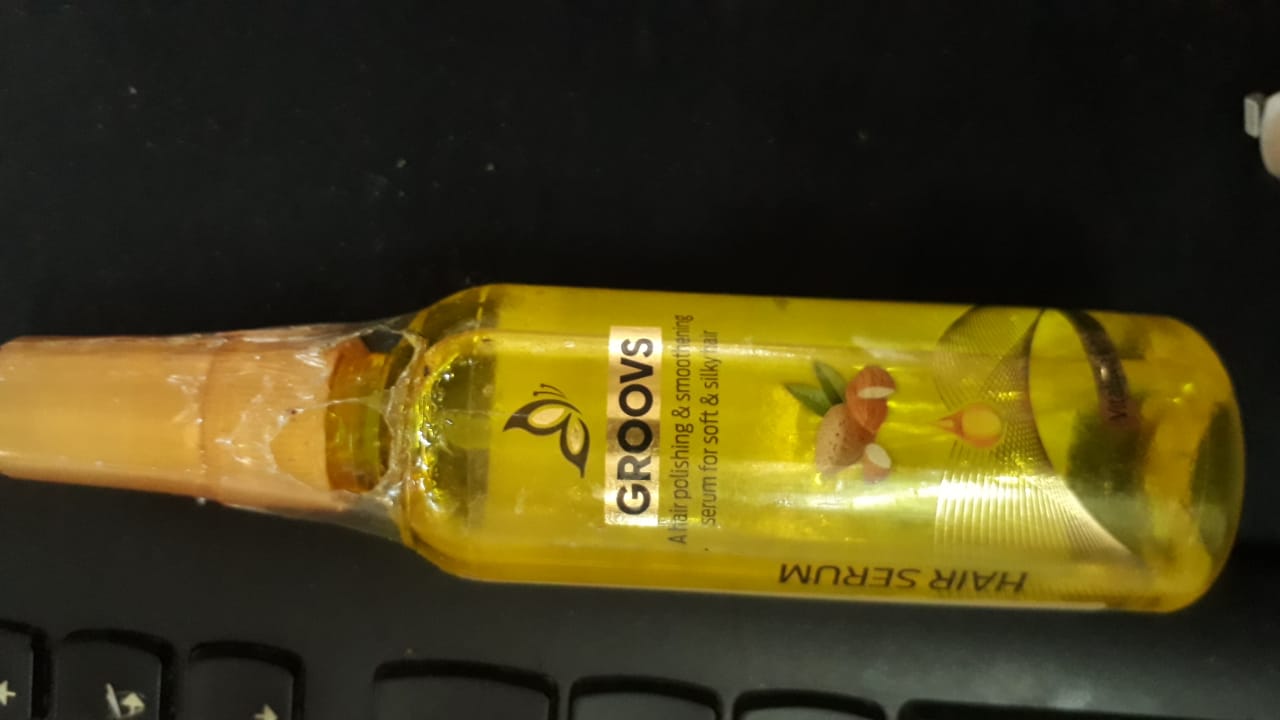 GROOVS
A hair polishing & smoothening
serum for soft & silky hair
HAIR SERUM